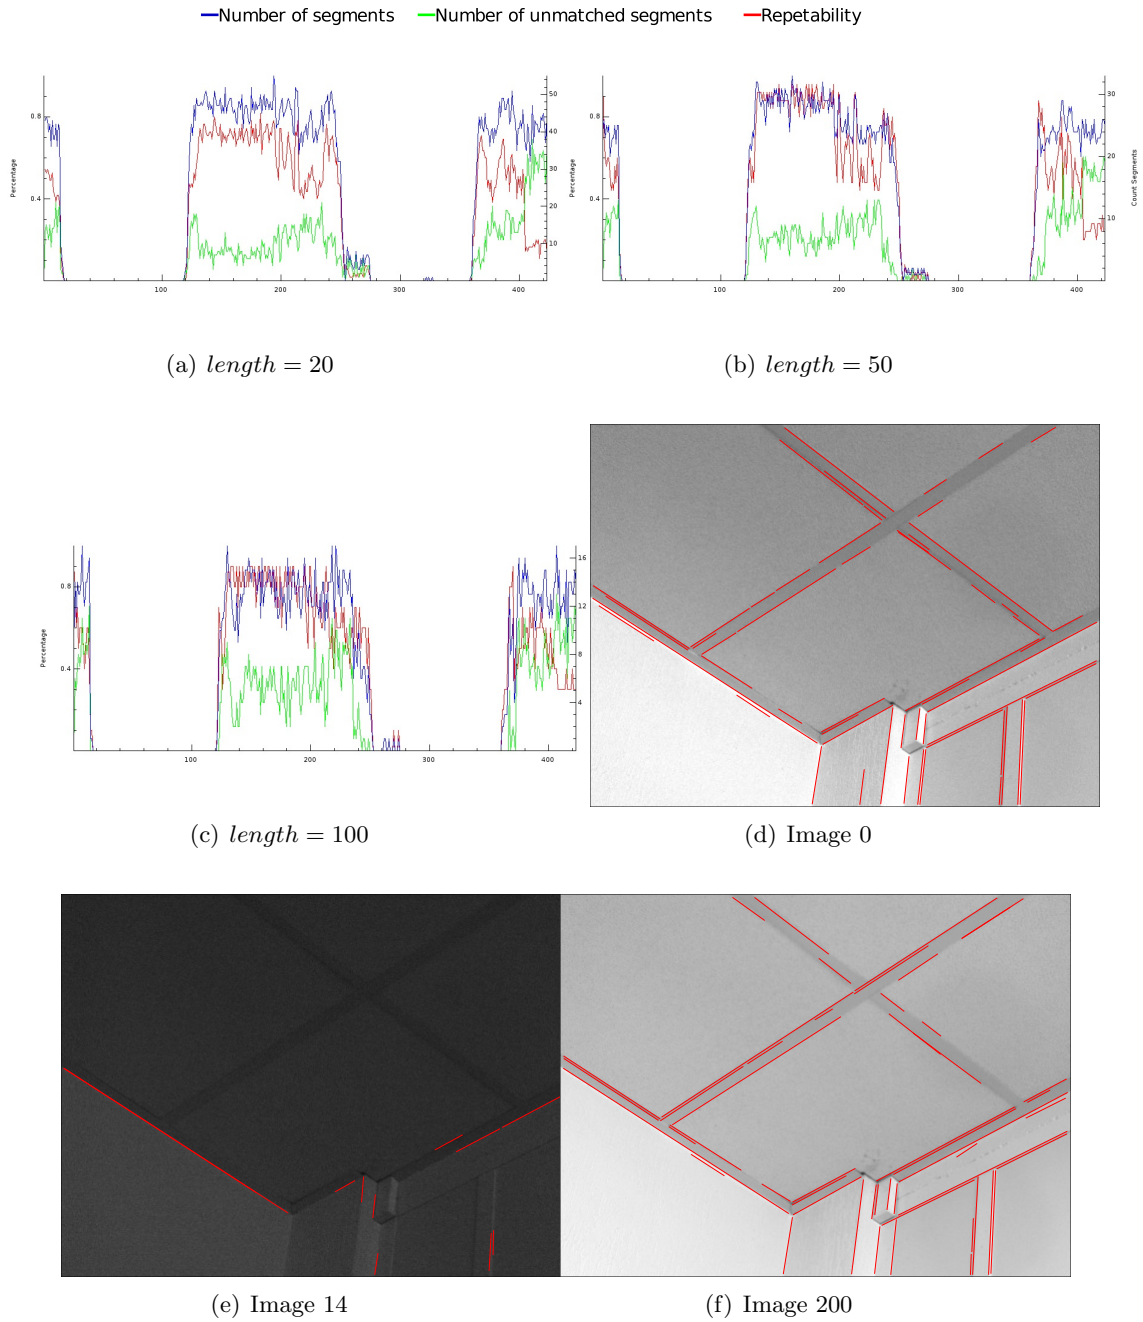 Number of segments Number of unmatched segments Repetability
Percentage
0.8
0.4
100
200
300
400
50
40
30
20
10
Percentage
0.8
0.4
100
200
300
400
30
20
10
Count Segments
(a) length = 20
(b) length = 50
Percentage
0.8
0.4
100
200
300
400
16
12
8
4
(c) length = 100
(d) Image 0
(e) Image 14
(f) Image 200